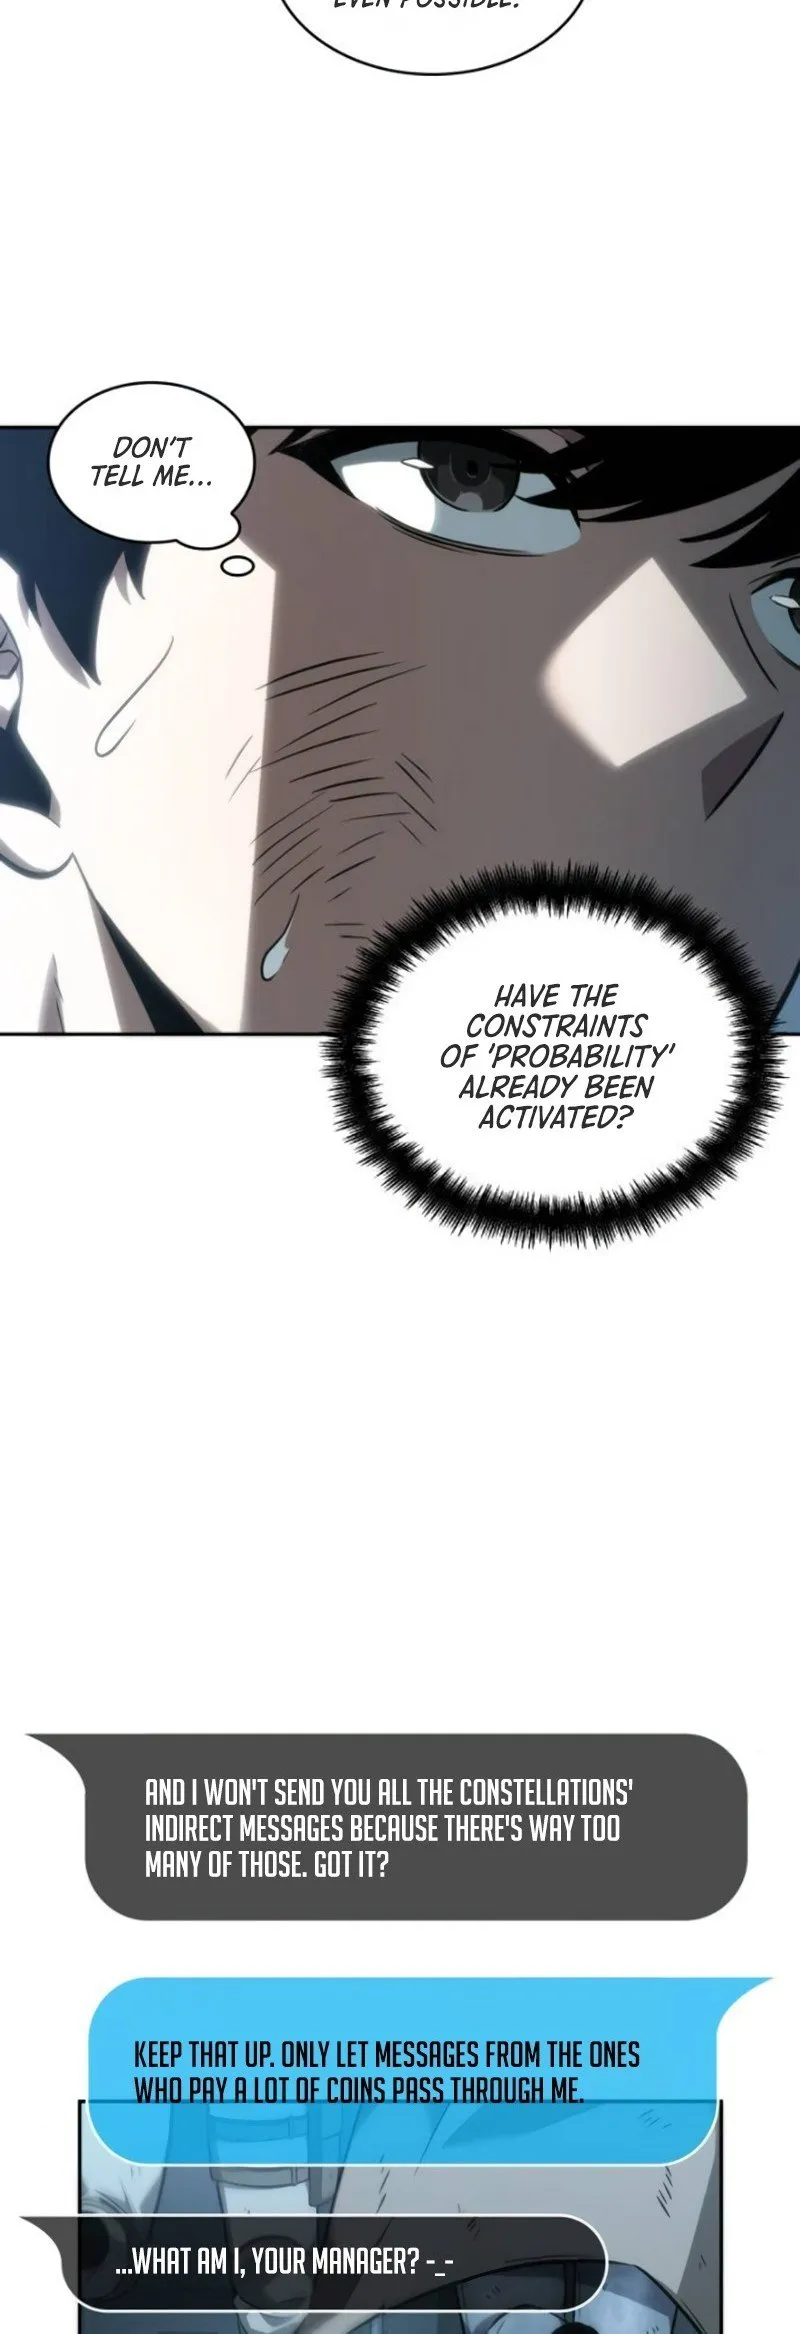 EVEN POSSIBLE.
DON'T
TELL ME...
HAVE THE
CONSTRAINTS
OF 'PROBABILITY'
ALREADY BEEN
ACTIVATED?
AND I WON'T SEND YOU ALL THE CONSTELLATIONS'
INDIRECT MESSAGES BECAUSE THERE'S WAY TOO
MANY OF THOSE. GOT IT?
KEEP THAT UP. ONLY LET MESSAGES FROM THE ONES
WHO PAY A LOT OF COINS PASS THROUGH ME.
...WHAT AM I, YOUR MANAGER? -_-